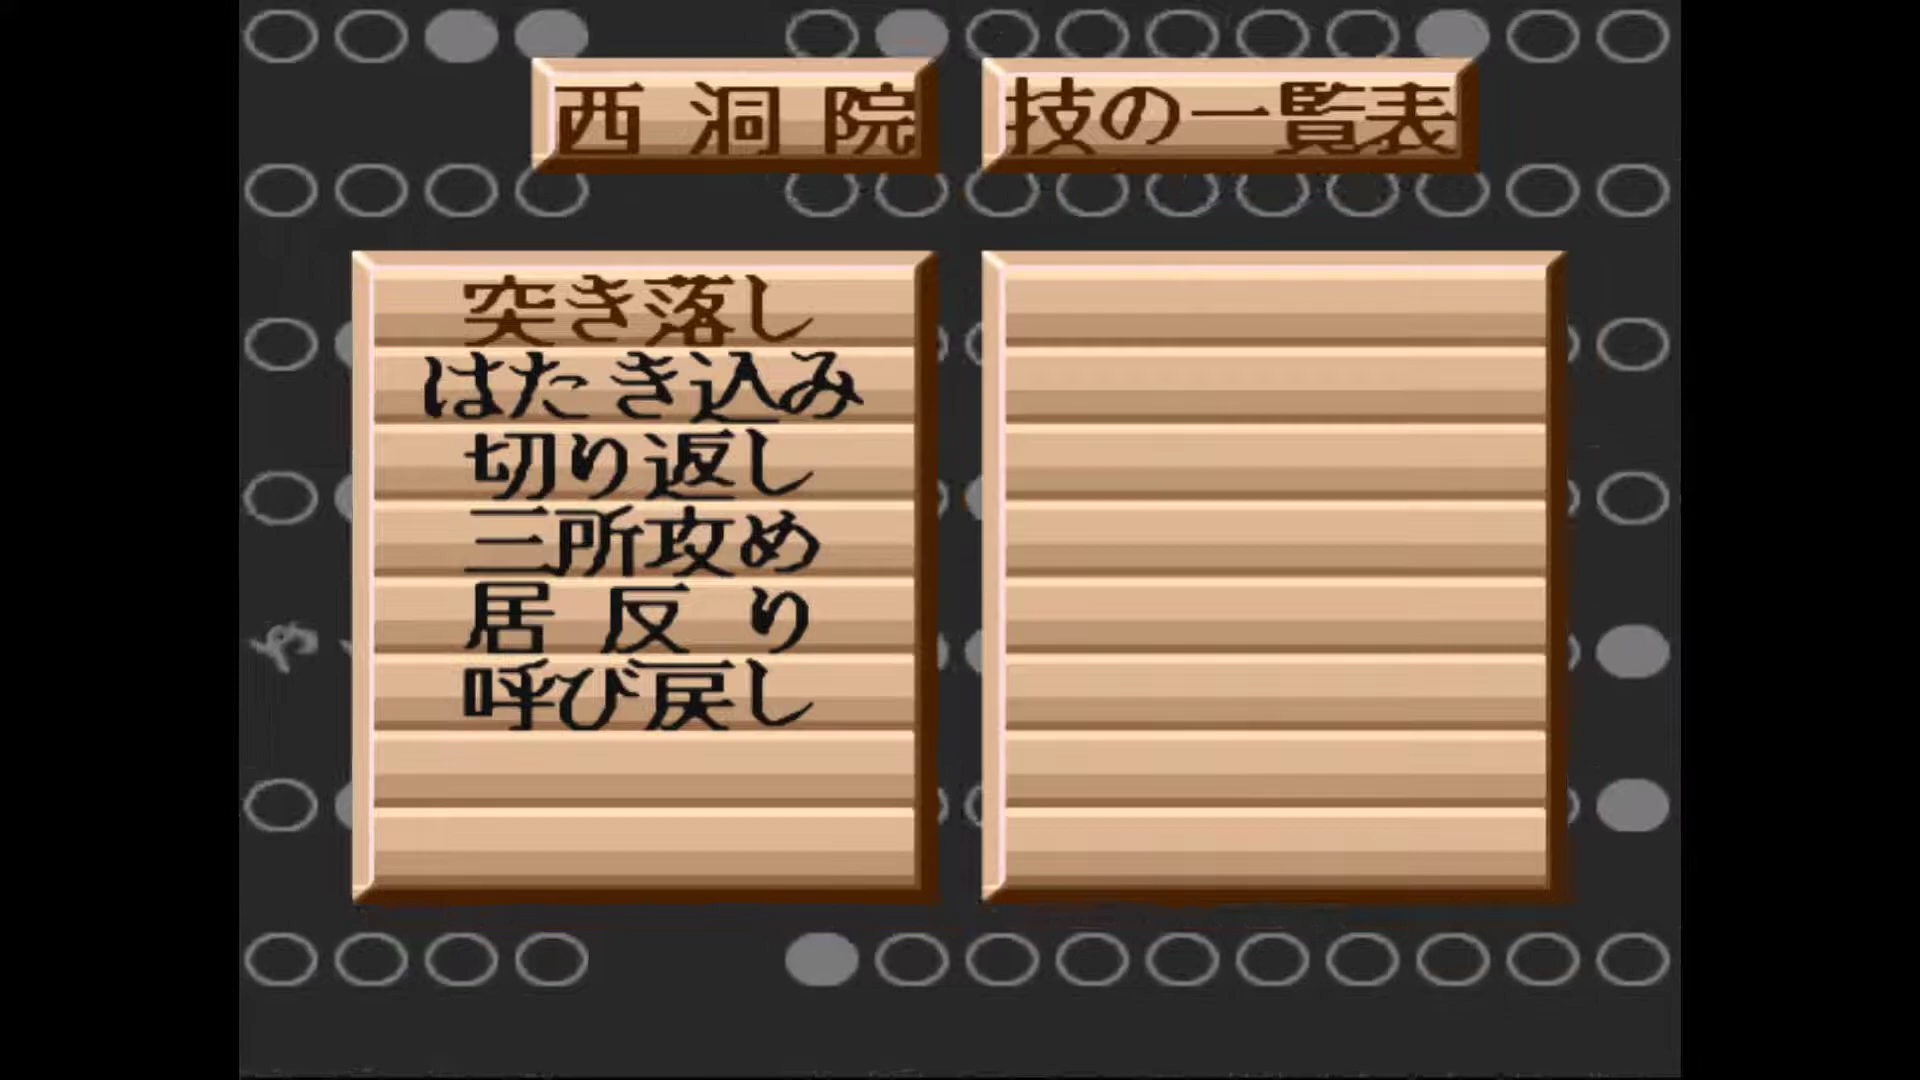 西洞院 技の一覧表
突き落し
はたき込み
切り返し
三所攻め
居反り
呼び戻し
や